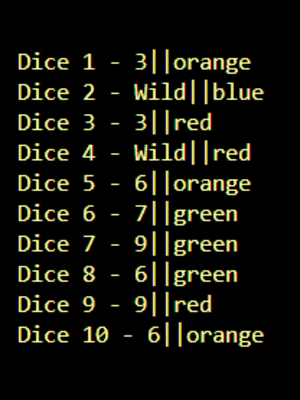 Dice 1 - 3||orange
Dice 2 - Wild||blue
Dice 3 - 3||red
Dice 4 - Wild||red
Dice 5 - 6||orange
Dice 6 - 7||green
Dice 7 - 9||green
Dice 8 - 6||green
Dice 9 - 9||red
Dice 10 - 6||orange